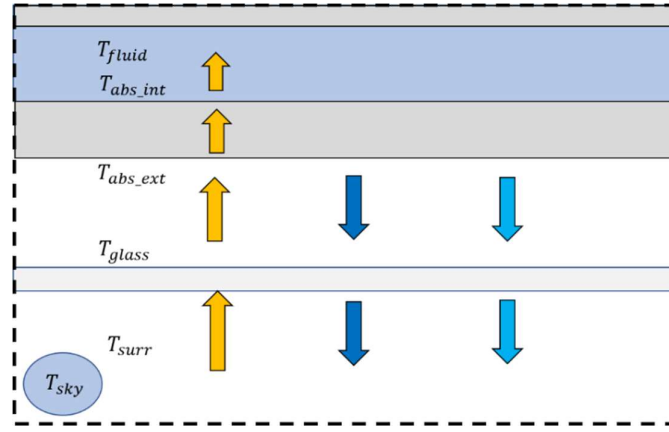 T_fluid
T_abs_int
T_abs_ext
T_glass
T_surr
T_sky